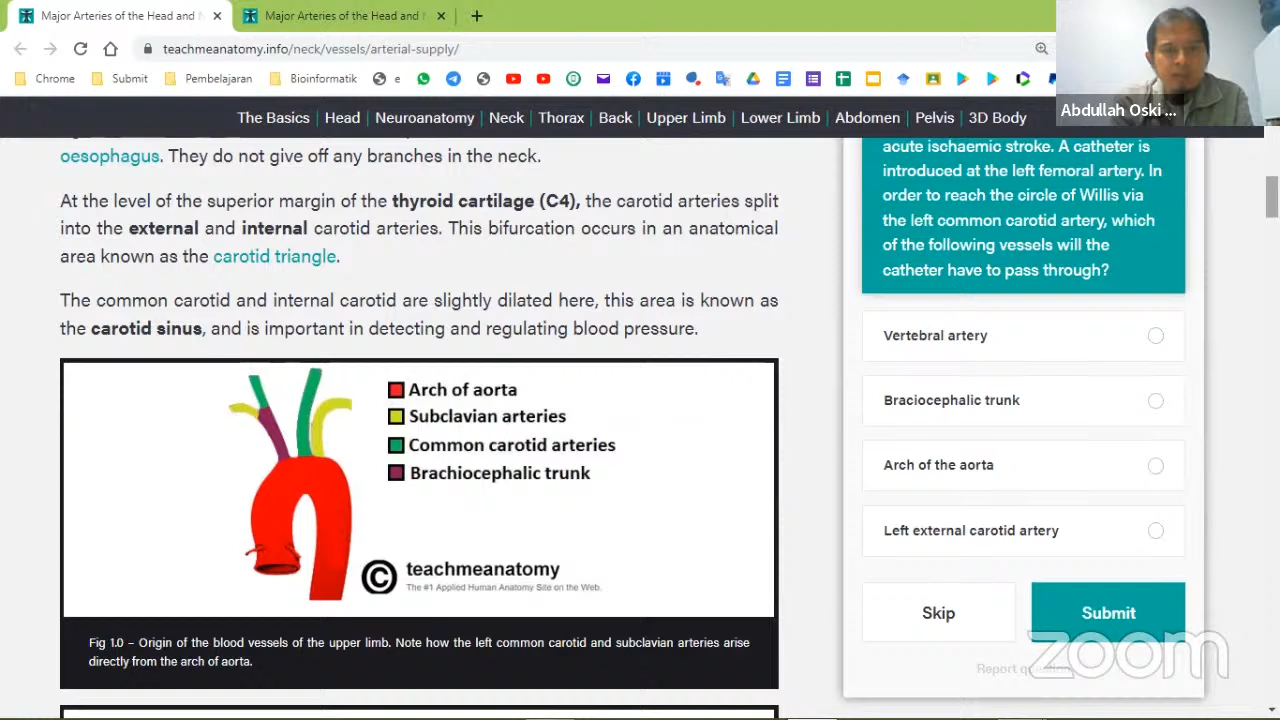 Major Arteries of the Head and
Major Arteries of the Head and
teachmeanatomy.info/neck/vessels/arterial-supply/
Chrome Submit Pembelajaran Bioinformatik e
Abdullah Oski ...
The Basics | Head | Neuroanatomy | Neck | Thorax | Back | Upper Limb | Lower Limb | Abdomen | Pelvis | 3D Body
oesophagus. They do not give off any branches in the neck.
At the level of the superior margin of the thyroid cartilage (C4), the carotid arteries split
into the external and internal carotid arteries. This bifurcation occurs in an anatomical
area known as the carotid triangle.
The common carotid and internal carotid are slightly dilated here, this area is known as
the carotid sinus, and is important in detecting and regulating blood pressure.
Arch of aorta
Subclavian arteries
Common carotid arteries
Brachiocephalic trunk
© teachmeanatomy
The #1 Applied Human Anatomy Site on the Web.
Fig 1.0 – Origin of the blood vessels of the upper limb. Note how the left common carotid and subclavian arteries arise
directly from the arch of aorta.
acute ischaemic stroke. A catheter is
introduced at the left femoral artery. In
order to reach the circle of Willis via
the left common carotid artery, which
of the following vessels will the
catheter have to pass through?
Vertebral artery
Braciocephalic trunk
Arch of the aorta
Left external carotid artery
Skip
Submit
Report
zoom